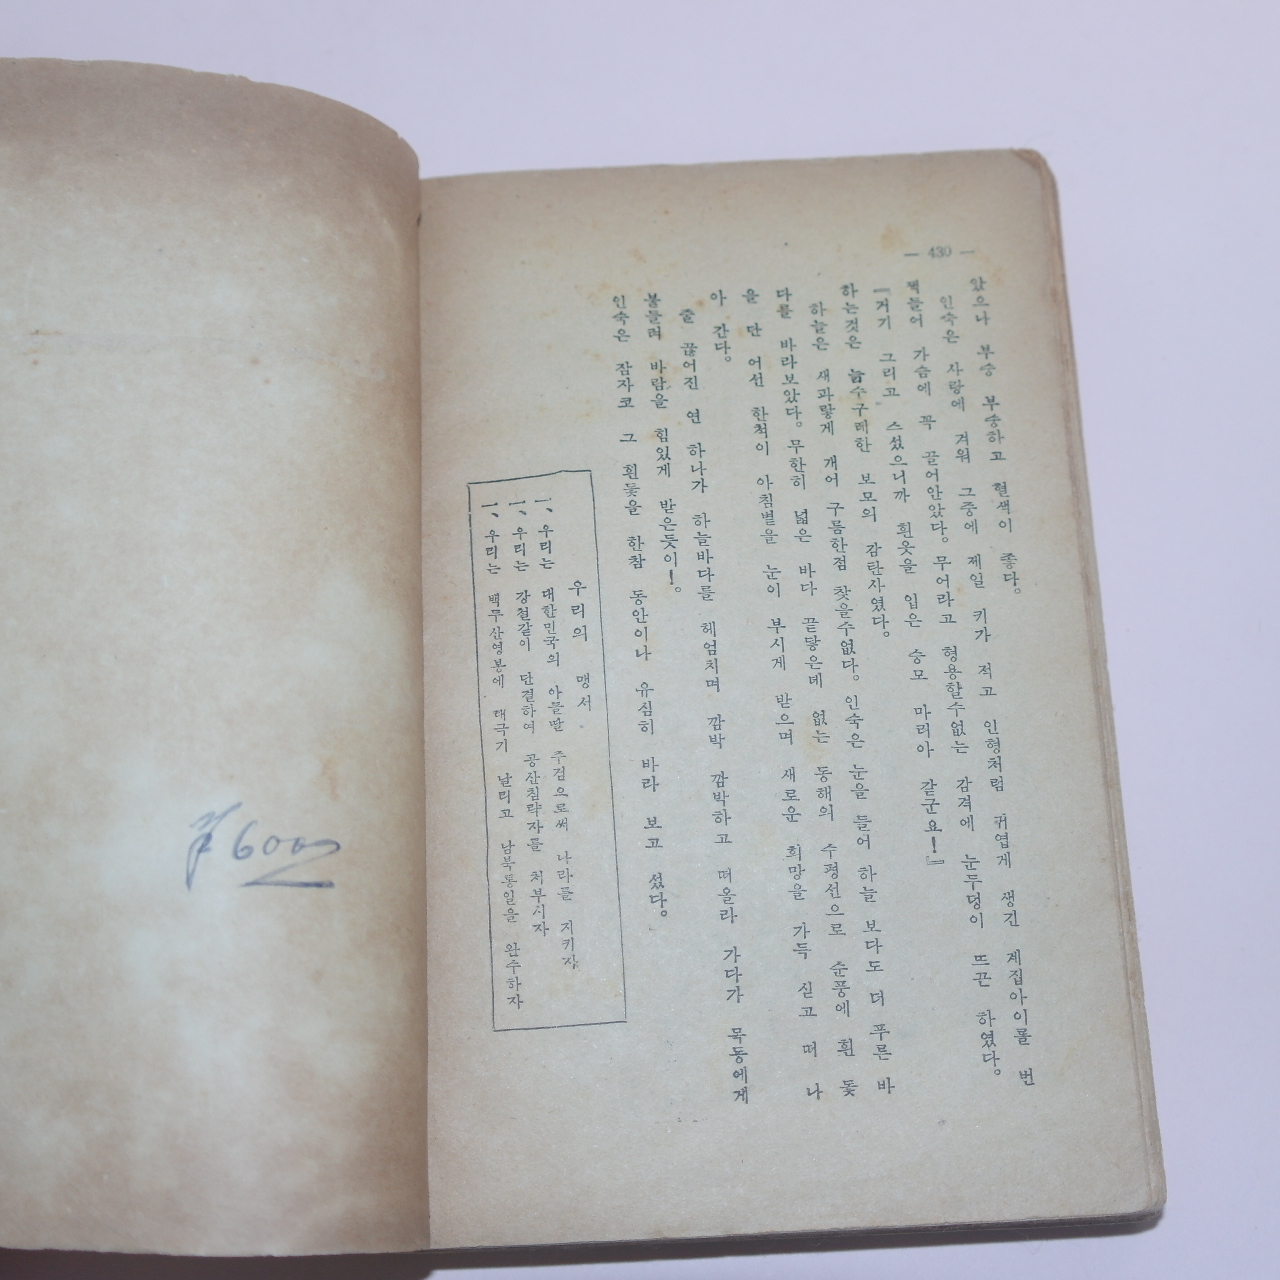 — 430 —
았으나 부숭 부숭하고 혈색이 좋다。
인숙은 사랑에 겨워 그중에 제일 키가 적고 인형처럼 귀엽게 생긴 계집아이를 번
쩍들어 가슴에 꼭 끌어안았다。무어라고 형용할수없는 감격에 눈두덩이 뜨끈 하였다。
『거기 그리고 스셨으니까 흰옷을 입은 숭모 마리아 같군요!』
하는것은 늙수구레한 보모의 감탄사였다。
하늘은 새파랗게 개어 구름한점 찾을수없다。인숙은 눈을 들어 하늘 보다도 더 푸른 바
다를 바라보았다。무한히 넓은 바다 끝닿은데 없는 동해의 수평선으로 순풍에 흰 돛
을 단 어선 한척이 아침볕을 눈이 부시게 받으며 새로운 희망을 가득 싣고 떠 나
아 간다。
줄 끊어진 연 하나가 하늘바다를 헤엄치며 깜박 깜박하고 떠올라 가다가 묵동에게
붙들려 바람을 힘있게 받은듯이!。
인숙은 잠자코 그 흰돛을 한참 동안이나 유심히 바라 보고 섰다。
우리의 맹서
一、우리는 대한민국의 아들딸 주검으로써 나라를 지키자
一、우리는 강철같이 단결하여 공산침략자를 처부시자
一、우리는 백두산영봉에 태극기 날리고 남북통일을 완수하자
6000